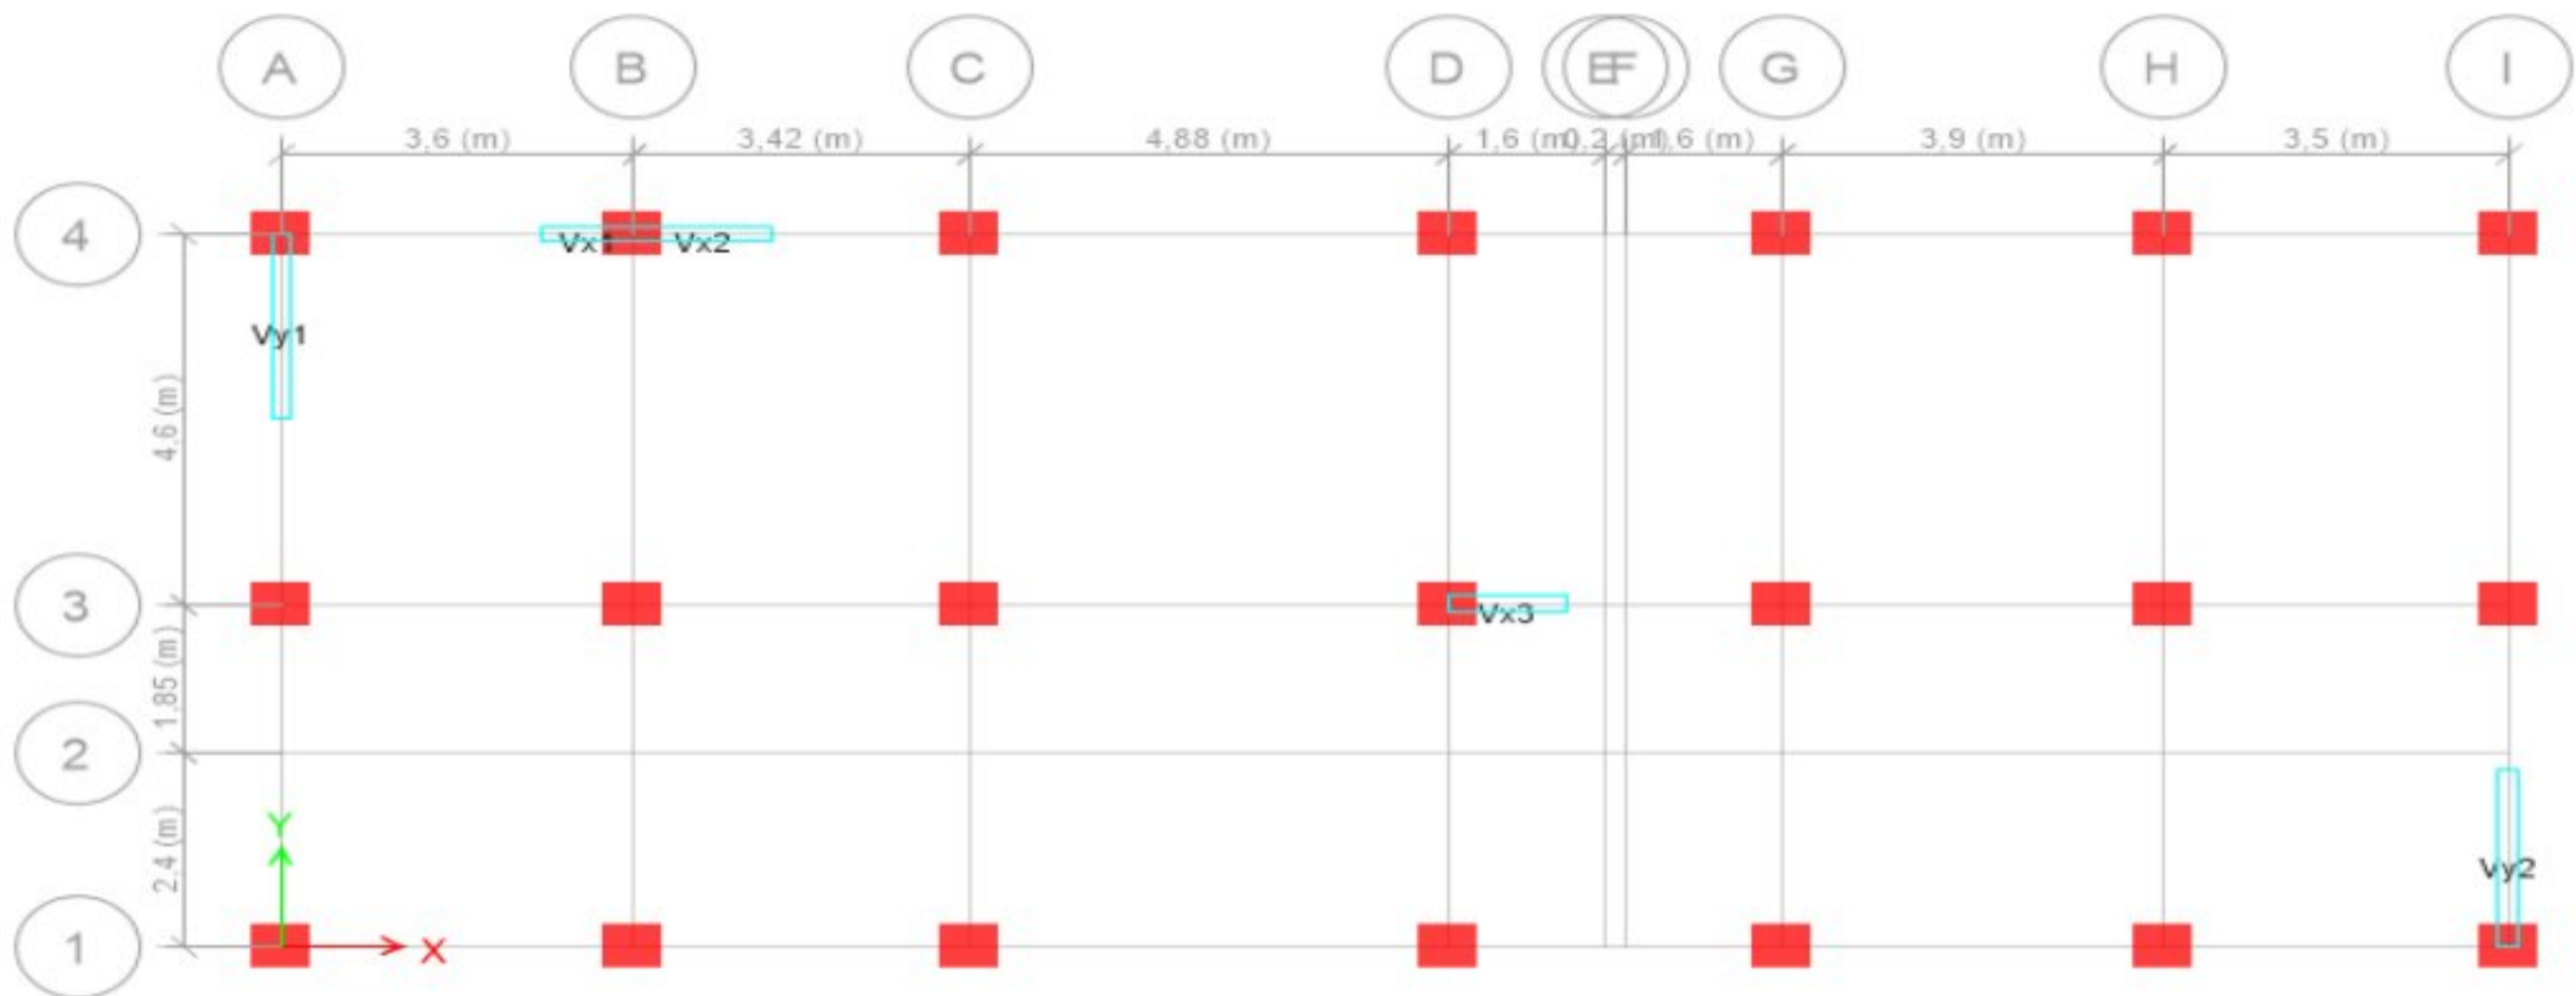 A B C D E F G H I
3,6 (m) 3,42 (m) 4,88 (m) 1,6 (m) 0,2 (m) 1,6 (m) 3,9 (m) 3,5 (m)
4
Vx1 Vx2
Vy1
4,6 (m)
3
Vx3
1,85 (m)
2
2,4 (m)
Y
Vy2
1
X